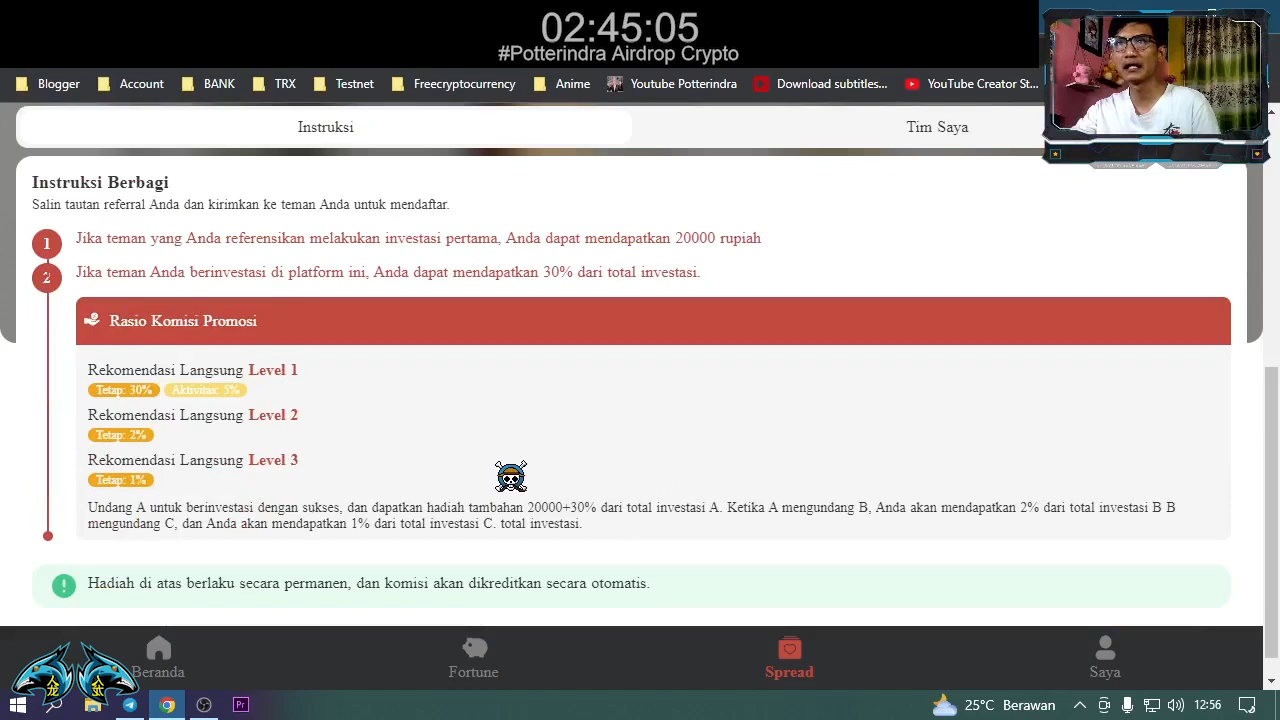 02:45:05
#Potterindra Airdrop Crypto
Blogger Account BANK TRX Testnet Freecryptocurrency Anime Youtube Potterindra Download subtitles... YouTube Creator St...
Instruksi Tim Saya
Instruksi Berbagi
Salin tautan referral Anda dan kirimkan ke teman Anda untuk mendaftar.
1 Jika teman yang Anda referensikan melakukan investasi pertama, Anda dapat mendapatkan 20000 rupiah
2 Jika teman Anda berinvestasi di platform ini, Anda dapat mendapatkan 30% dari total investasi.
Rasio Komisi Promosi
Rekomendasi Langsung Level 1
Tetap: 30% Aktivitas: 5%
Rekomendasi Langsung Level 2
Tetap: 2%
Rekomendasi Langsung Level 3
Tetap: 1%
Undang A untuk berinvestasi dengan sukses, dan dapatkan hadiah tambahan 20000+30% dari total investasi A. Ketika A mengundang B, Anda akan mendapatkan 2% dari total investasi B B
mengundang C, dan Anda akan mendapatkan 1% dari total investasi C. total investasi.
Hadiah di atas berlaku secara permanen, dan komisi akan dikreditkan secara otomatis.
Beranda Fortune Spread Saya
Pr 25°C Berawan 12:56